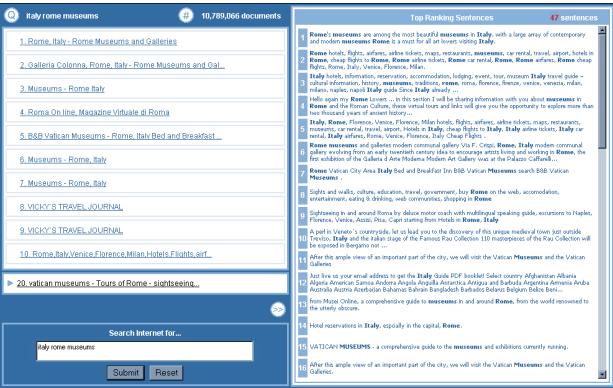 italy rome museums
10,789,066 documents
1. Rome, Italy - Rome Museums and Galleries
2. Galleria Colonna, Rome, Italy - Rome Museums and Gal...
3. Museums - Rome Italy
4. Roma On line, Magazine Virtuale di Roma
5. B&B Vatican Museums - Rome, Italy Bed and Breakfast...
6. Museums - Rome, Italy
7. Museums - Rome, Italy
8. VICKY'S TRAVEL JOURNAL
9. VICKY'S TRAVEL JOURNAL
10. Rome,Italy,Venice,Florence,Milan,Hotels,Flights,airf...
20. vatican museums - Tours of Rome - sightseeing...
Search Internet for...
italy rome museums
Submit Reset
Top Ranking Sentences 47 sentences
1 Rome's museums are among the most beautiful museums in Italy, with a large array of contemporary
and modern museums Rome is a must for all art lovers visiting Italy.
2 Rome hotels, flights, airfares, airline tickets, maps, restaurants, museums, car rental, travel, airport, hotels in
Rome, cheap flights to Rome, Rome airline tickets, Rome car rental, Rome, Rome airfares, Rome cheap
flights, Rome, Italy, Venice, Florence, Milan.
3 Italy hotels, information, reservation, accommodation, lodging, event, tour, museum Italy travel guide -
cultural information, history, museums, traditions, rome, roma, florence, firenze, venice, venezia, milan,
milano, naples, napoli Italy guide Since Italy already ...
4 Hello again my Rome Lovers ... in this section I will be sharing information with you about museums in
Rome and the Roman Culture, these virtual tours and links will give you the opportunity to explore more than
two thousand years of ancient history...
5 Italy, Rome, Florence, Venice, Milan, Florence Milan, hotels, flights, airfares, airline tickets, maps, restaurants,
museums, car rental, travel, airport, Hotels in Italy, cheap flights to Italy, Italy airline tickets, Italy car
rental, Italy airfares, Rome, Venice, Florence, Italy Cheap Flights .
6 Rome museums and galleries modern communal gallery Via F. Crispi, Rome, Italy modern communal
gallery evolving from an early twentieth century idea to encourage artists living and working in Rome, the
first exhibition of the Galleria d Arte Moderna Modern Art Gallery was at the Palazzo Caffarelli...
7 Rome Vatican City Area Italy Bed and Breakfast Inn B&B Vatican Museums search B&B Vatican
Museums .
8 Sights and walks, culture, education, travel, government, buy Rome on the web, accomodation,
entertainment, eating & drinking, web communities, shopping in Rome
9 Sightseeing in and around Rome by deluxe motor coach with multilingual speaking guide, excursions to Naples,
Florence, Venice, Assisi, Pisa, Capri starting from Hotels in Rome, Italy
10 A perl in Veneto`s countryside, let us lead you to the discovery of this unique medieval town just outside
Treviso, Italy and the italian stage of the Famous Rau Collection 110 masterpieces of the Rau Collection will
be exposed in Bergamo not ...
11 After this ample view of an important part of the city, we will visit the Vatican Museums and the Vatican
Galleries
12 Just live us your email address to get the Italy Guide PDF booklet! Select country Afghanistan Albania
Algeria American Samoa Andorra Angola Anguilla Antarctica Antigua and Barbuda Argentina Armenia Aruba
Australia Austria Azerbaijan Bahamas Bahrain Bangladesh Barbados Belarus Belgium Belize Beni...
13 from Musei Online, a comprehensive guide to museums in and around Rome, from the world renowned to
the utterly obscure.
14 Hotel reservations in Italy, espcially in the capital, Rome.
15 VATICAN MUSEUMS - a comprehensive guide to the museums and exhibitions currently running.
16 After this ample view of an important part of the city, we will visit the Vatican Museums and the Vatican
Galleries.